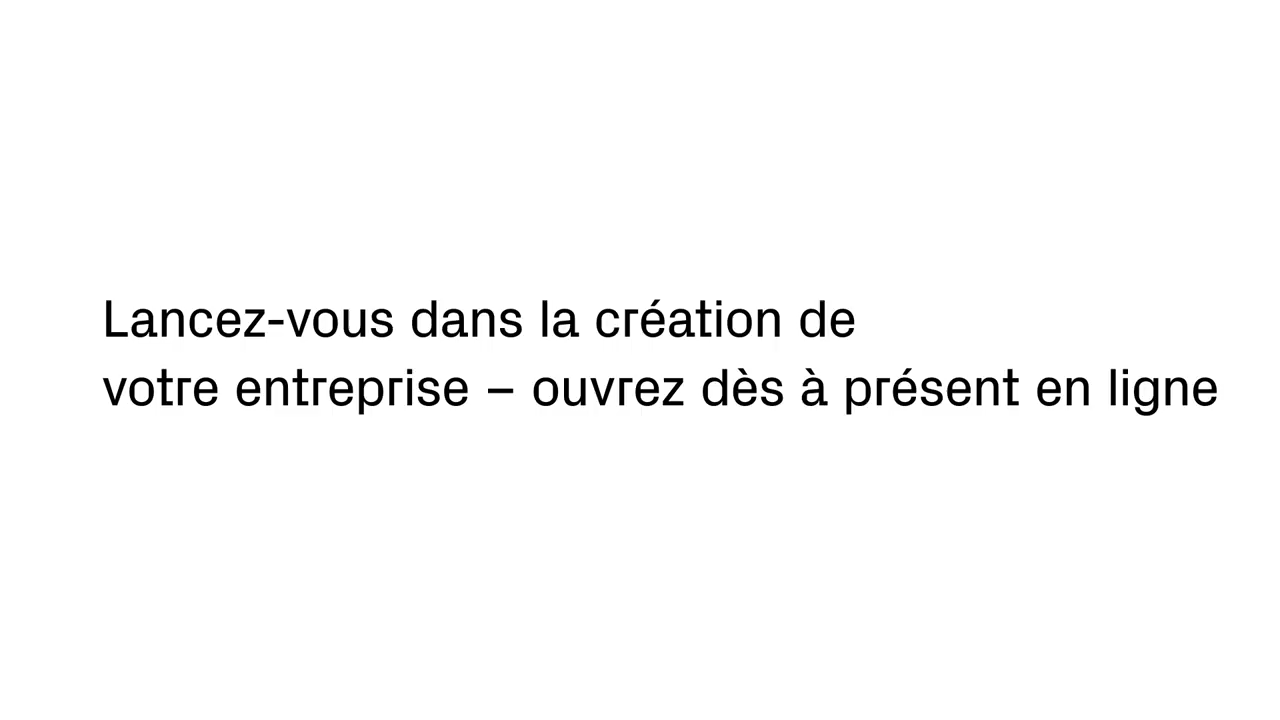 Lancez-vous dans la création de
votre entreprise – ouvrez dès à présent en ligne